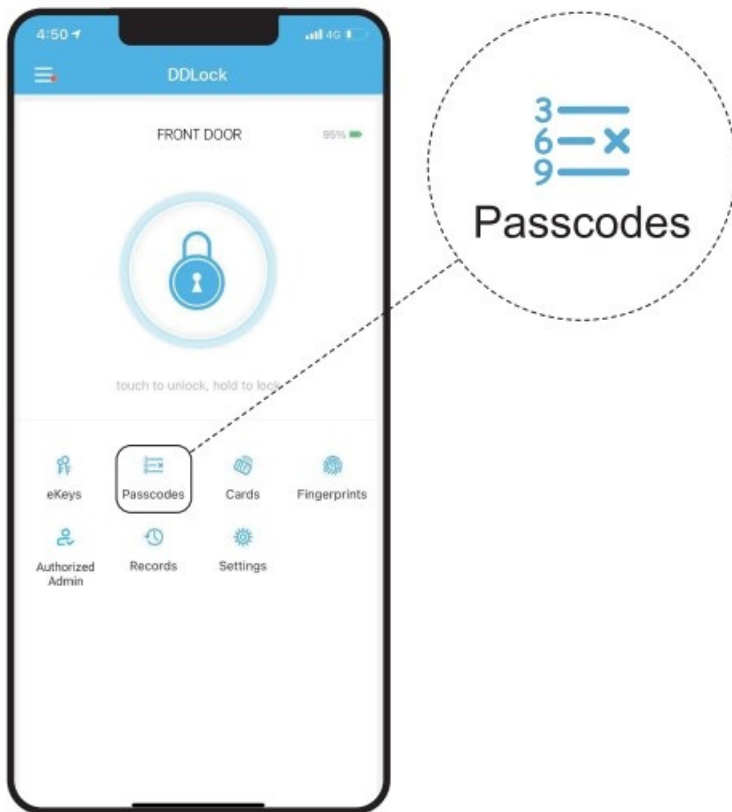 4:50
4G
DDLock
FRONT DOOR
95%
touch to unlock, hold to lock
eKeys
Passcodes
Cards
Fingerprints
Authorized
Admin
Records
Settings
3
6
9
Passcodes